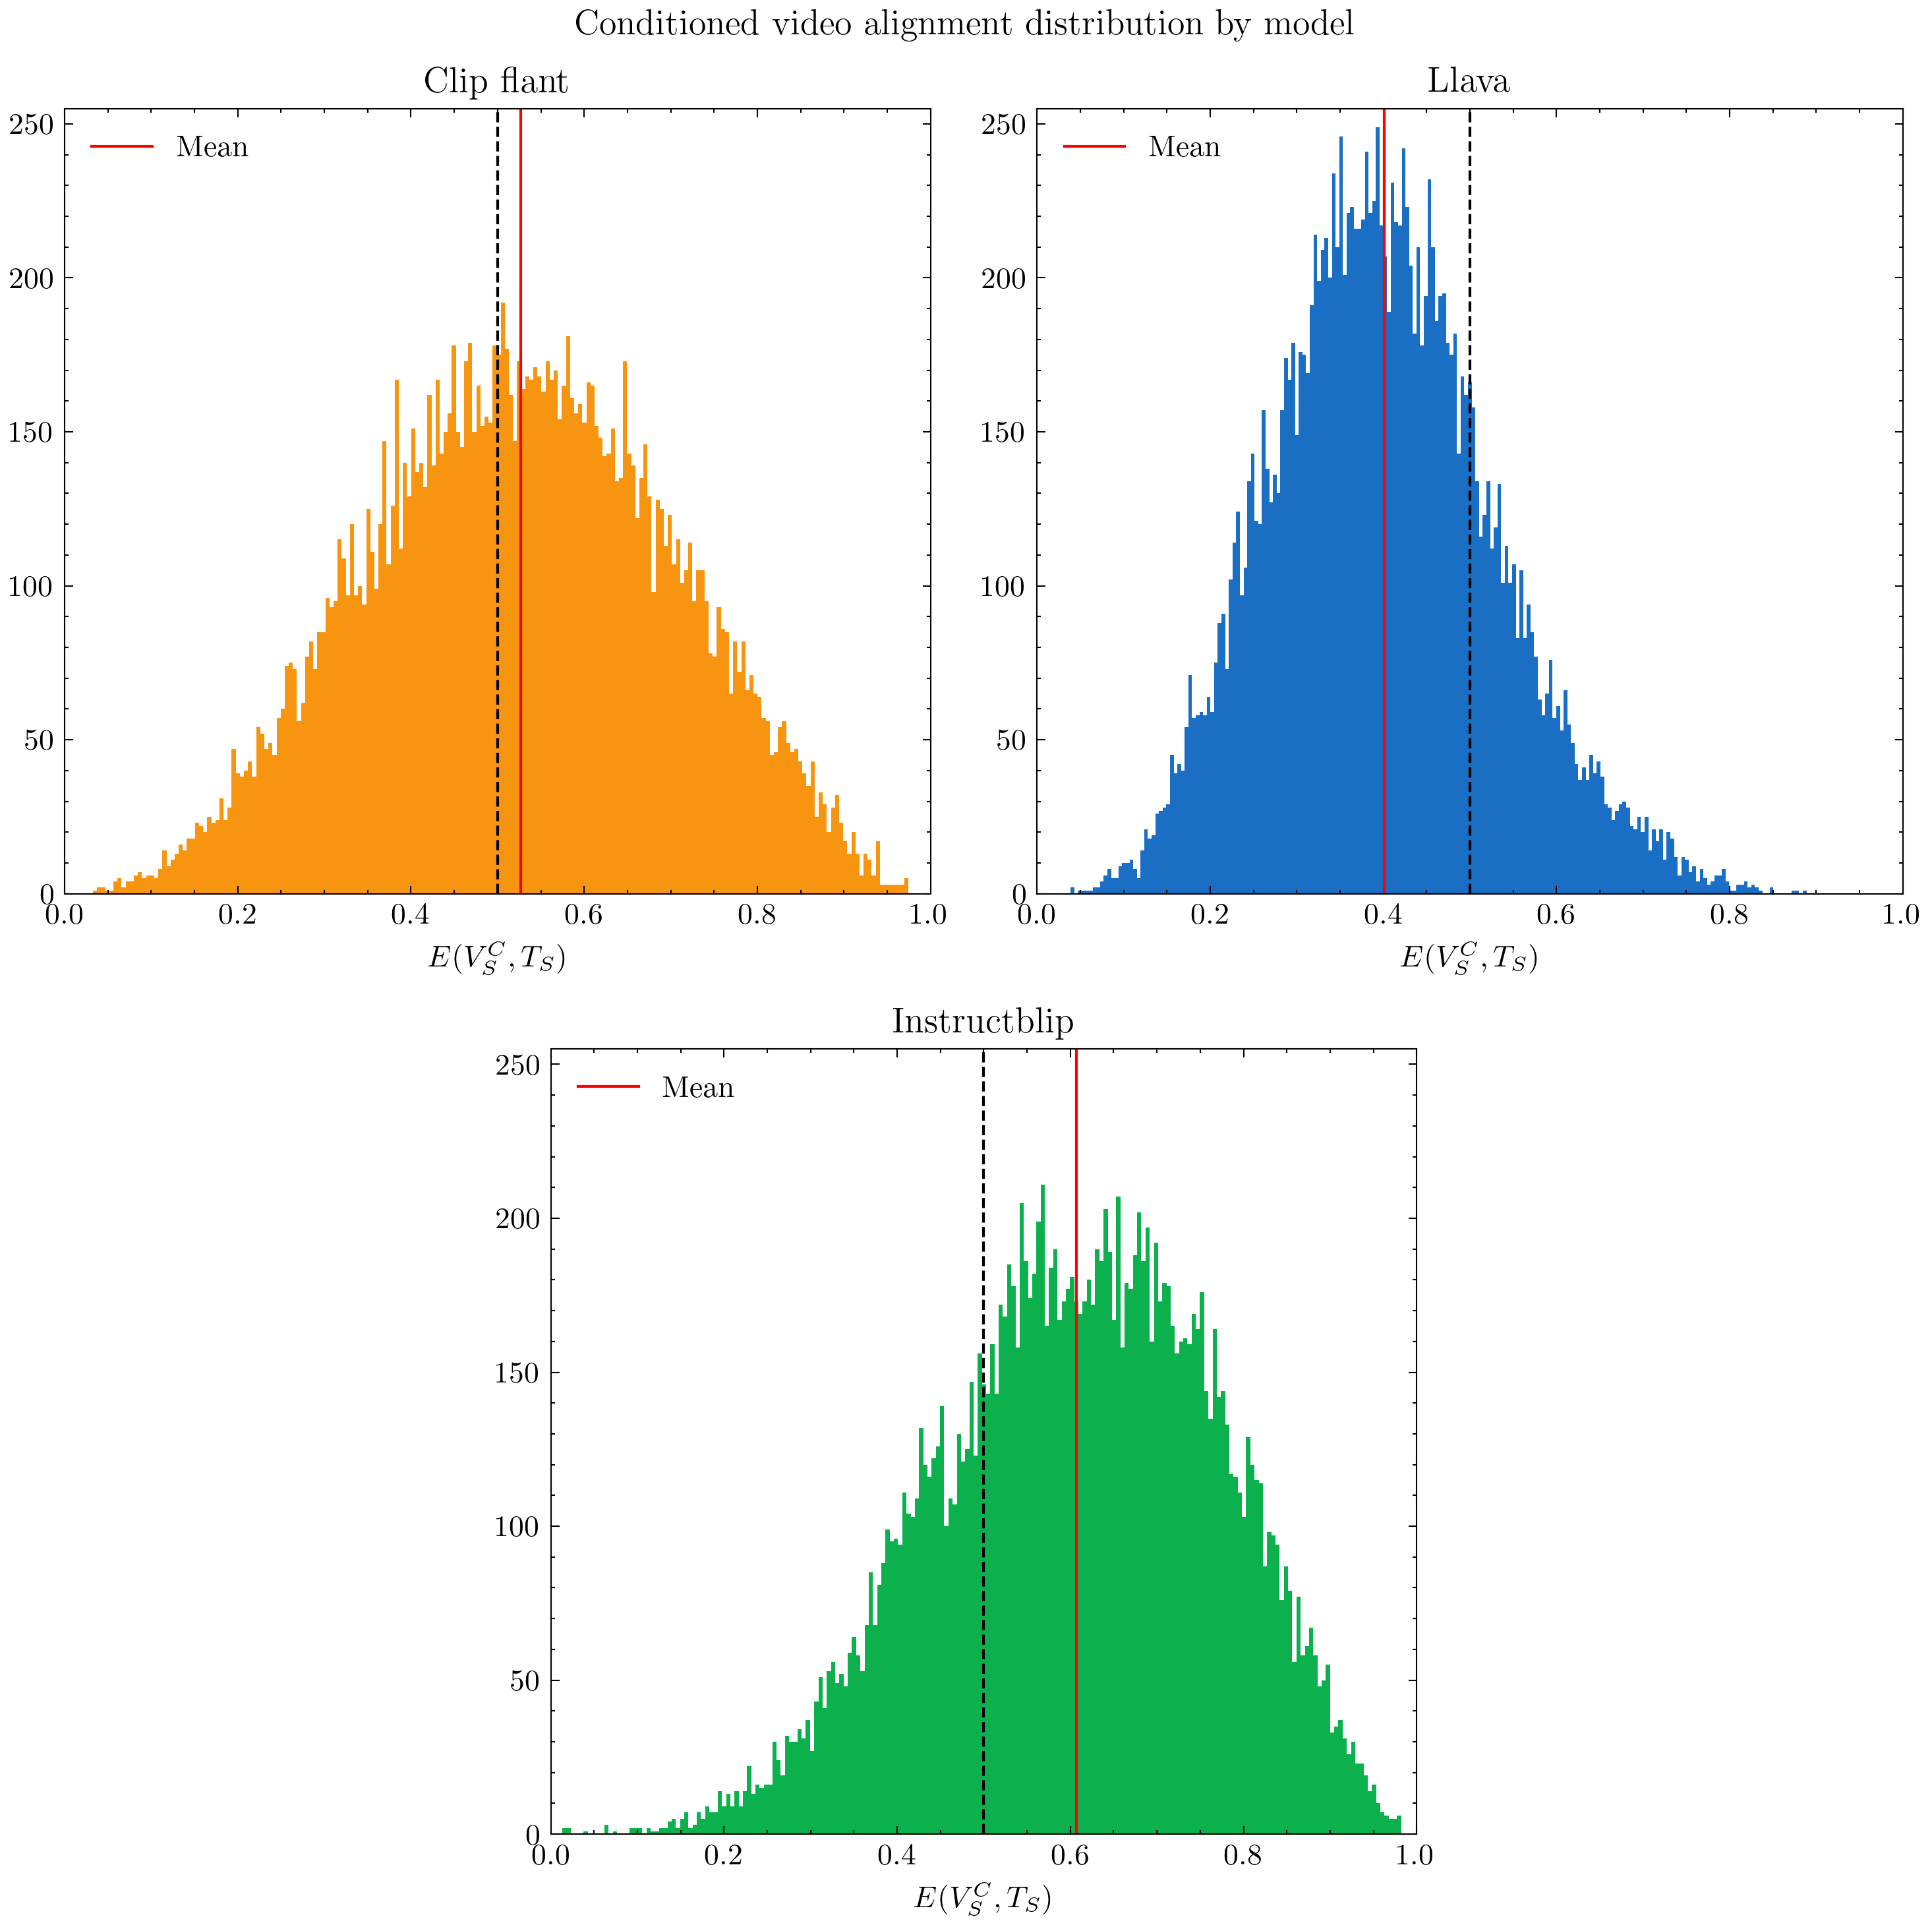 Conditioned video alignment distribution by model
Clip flant
250
200
150
100
50
0
Mean
0.0 0.2 0.4 0.6 0.8 1.0
E(V_S^C, T_S)
Llava
250
200
150
100
50
0
Mean
0.0 0.2 0.4 0.6 0.8 1.0
E(V_S^C, T_S)
Instructblip
250
200
150
100
50
0
Mean
0.0 0.2 0.4 0.6 0.8 1.0
E(V_S^C, T_S)